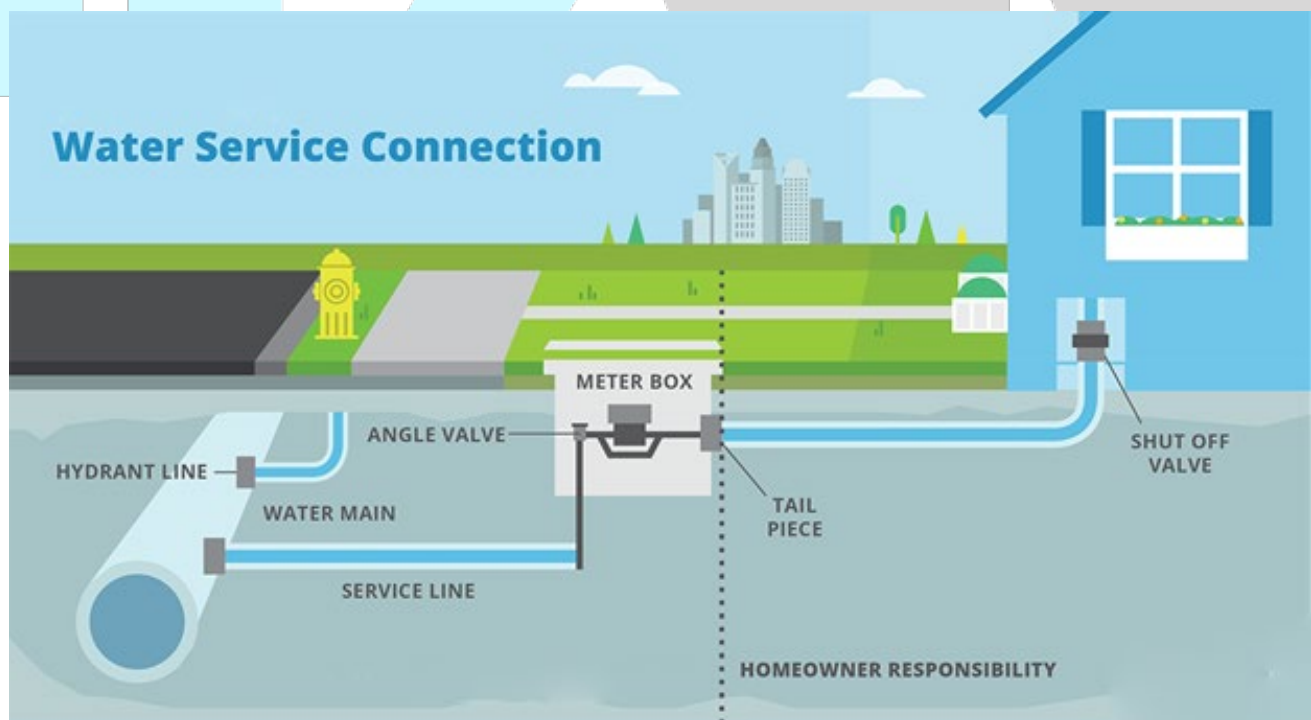 Water Service Connection
METER BOX
ANGLE VALVE
HYDRANT LINE
SHUT OFF
VALVE
WATER MAIN
TAIL
PIECE
SERVICE LINE
HOMEOWNER RESPONSIBILITY